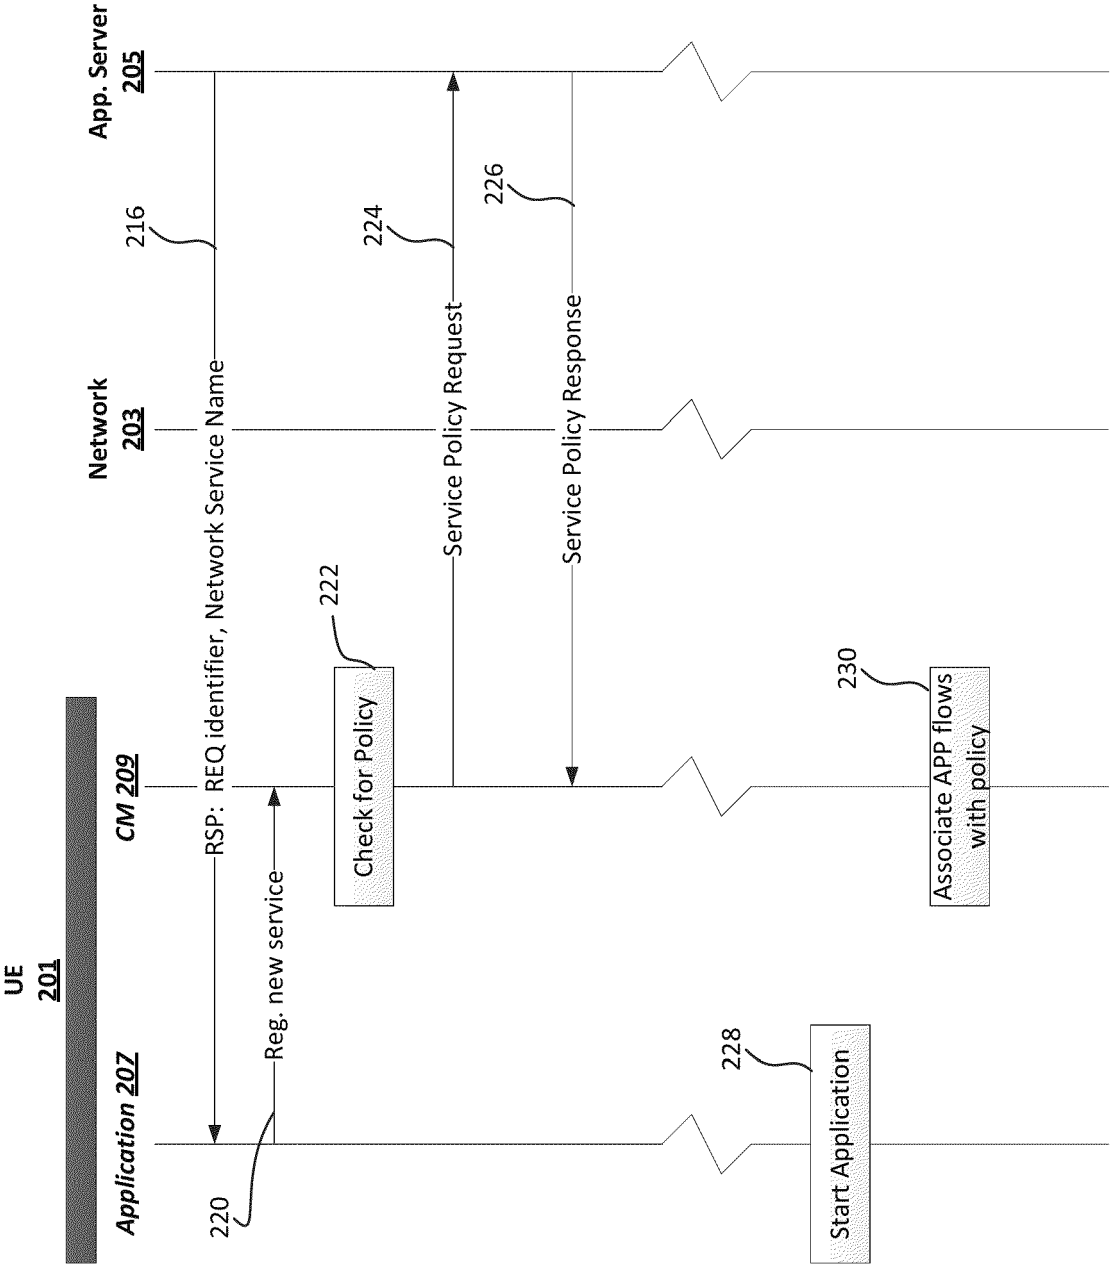 UE
201
Application 207
CM 209
Network
203
App. Server
205
RSP: REQ identifier, Network Service Name
216
Reg. new service
220
Check for Policy
222
Service Policy Request
224
Service Policy Response
226
Start Application
228
Associate APP flows
with policy
230